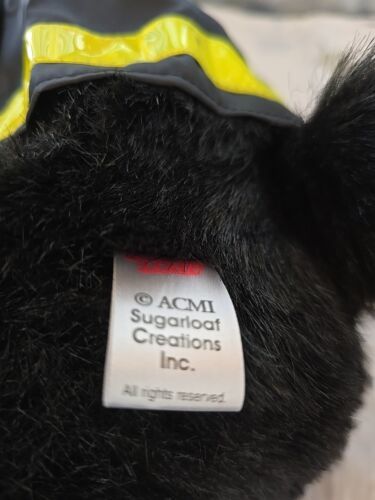 © ACMI
Sugarloaf
Creations
Inc.
All rights reserved.